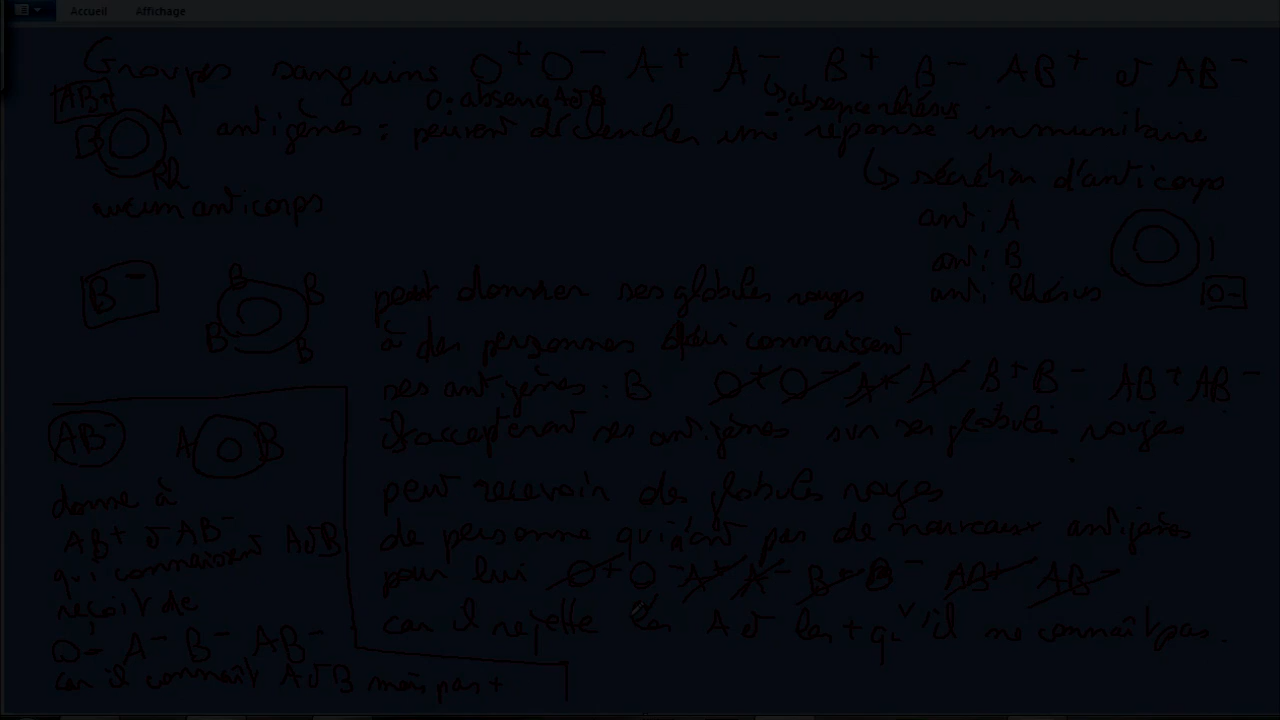 Accueil Affichage
Groupes sanguins O+ O- A+ A- B+ B- AB+ et AB-
O: absence A et B
↳ absence rhésus
AB+
B A Rh
antigènes : peuvent déclencher une réponse immunitaire
↳ sécrétion d'anticorps
aucun anticorps
anti A
anti B
anti Rhésus
O-
B-
B B B B
peut donner ses globules rouges
à des personnes qui connaissent
ses antigènes : B O+ O- A+ A- B+ B- AB+ AB-
ils accepteront ses antigènes sur ses globules rouges
peut recevoir des globules rouges
de personne qui n'ont pas de nouveaux antigènes
pour lui O+ O- A+ A- B+ B- AB+ AB-
car il rejette les A et les + qu'il ne connaît pas.
AB- A B
donne à
AB+ et AB-
qui connaissent A et B
reçoit de
O- A- B- AB-
car il connaît A et B mais pas +